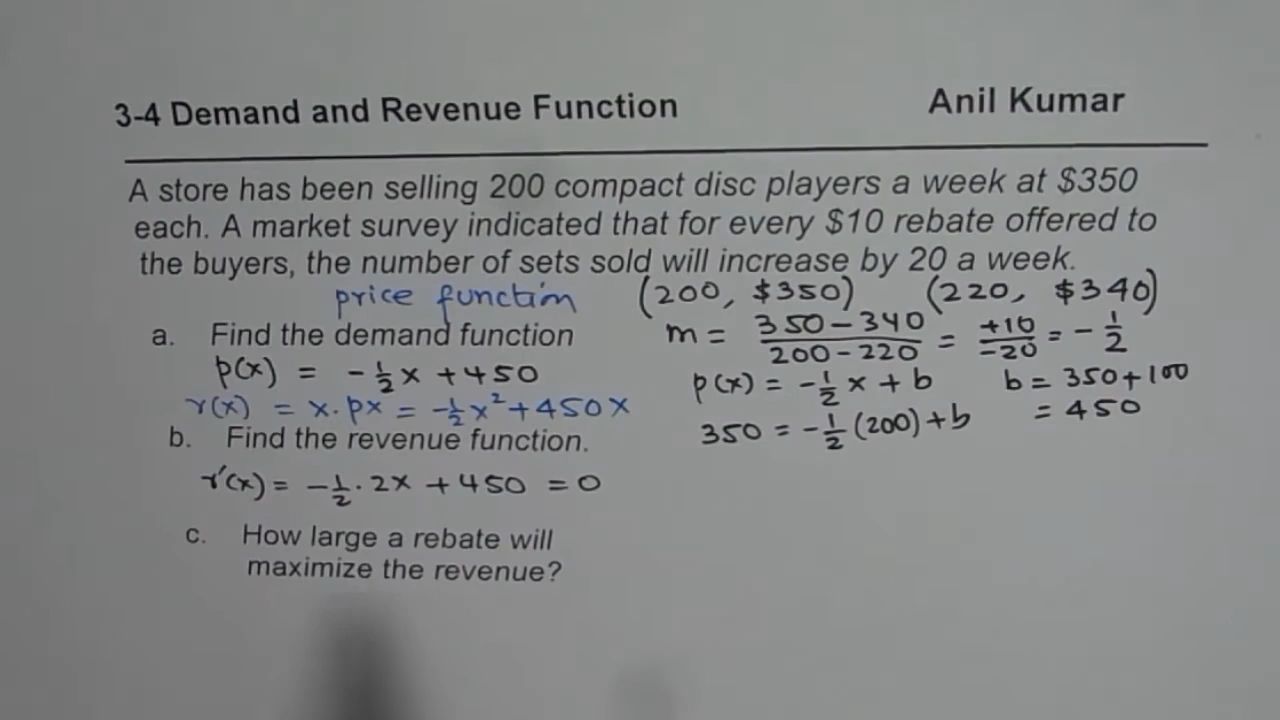 3-4 Demand and Revenue Function Anil Kumar
A store has been selling 200 compact disc players a week at $350
each. A market survey indicated that for every $10 rebate offered to
the buyers, the number of sets sold will increase by 20 a week.
price function (200, $350) (220, $340)
a. Find the demand function m = 350-340 / 200-220 = +10 / -20 = - 1/2
p(x) = - 1/2 x + 450 p(x) = - 1/2 x + b b = 350+100
r(x) = x. px = - 1/2 x² + 450x 350 = - 1/2 (200) + b = 450
b. Find the revenue function.
r'(x) = - 1/2 . 2x + 450 = 0
c. How large a rebate will
maximize the revenue?